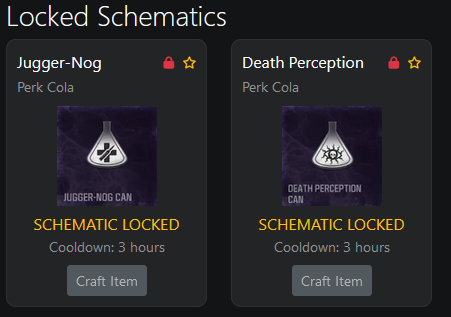 Locked Schematics
Jugger-Nog
Perk Cola
JUGGER-NOG CAN
SCHEMATIC LOCKED
Cooldown: 3 hours
Craft Item
Death Perception
Perk Cola
DEATH PERCEPTION
CAN
SCHEMATIC LOCKED
Cooldown: 3 hours
Craft Item